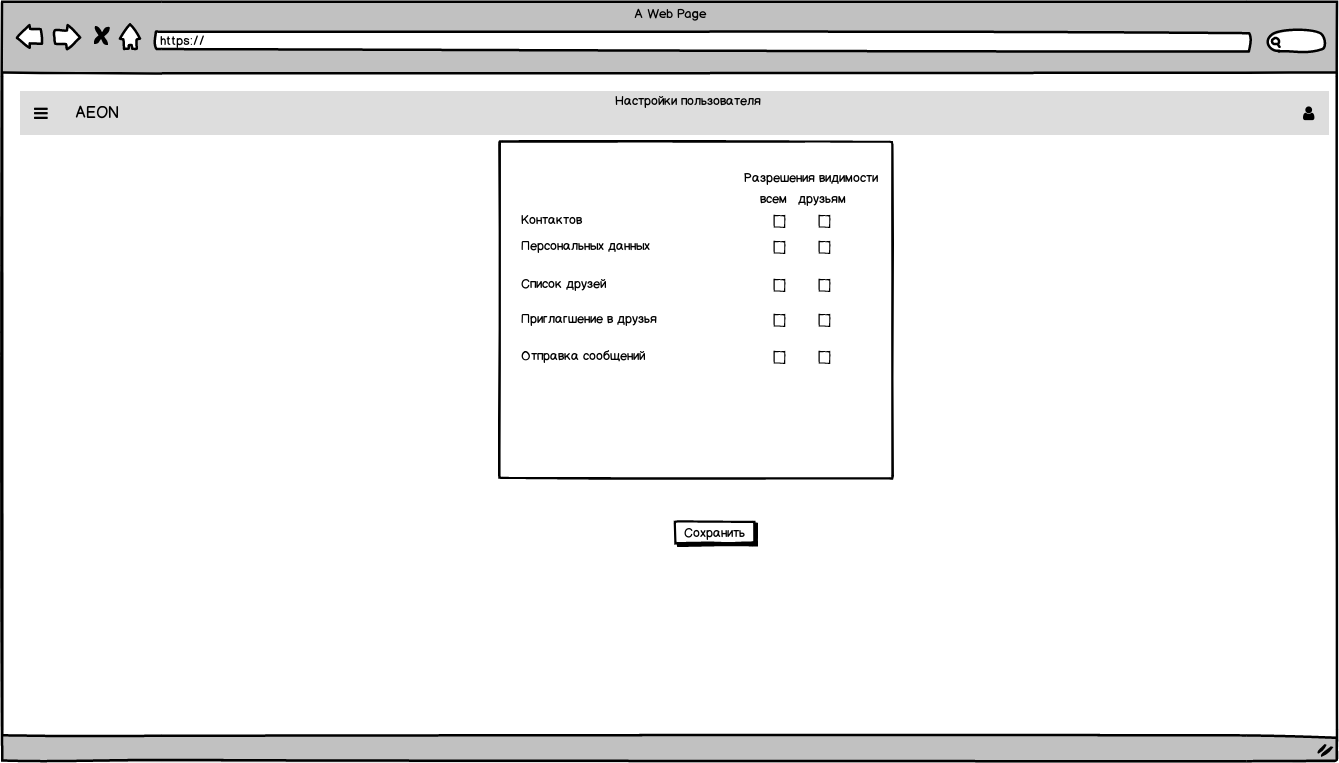 A Web Page
https://
Настройки пользователя
AEON
Разрешения видимости
всем друзьям
Контактов
Персональных данных
Список друзей
Приглагшение в друзья
Отправка сообщений
Сохранить